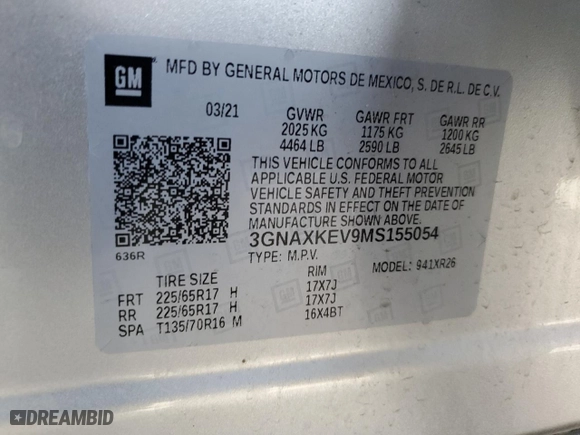 GM
MFD BY GENERAL MOTORS DE MEXICO, S. DE R.L. DE C.V.
03/21 GVWR GAWR FRT GAWR RR
2025 KG 1175 KG 1200 KG
4464 LB 2590 LB 2645 LB
THIS VEHICLE CONFORMS TO ALL
APPLICABLE U.S. FEDERAL MOTOR
VEHICLE SAFETY AND THEFT PREVENTION
STANDARDS IN EFFECT ON THE DATE OF
MANUFACTURE SHOWN ABOVE.
3GNAXKEV9MS155054
636R TYPE: M.P.V. MODEL: 941XR26
TIRE SIZE RIM
FRT 225/65R17 H 17X7J
RR 225/65R17 H 17X7J
SPA T135/70R16 M 16X4BT
DREAMBID